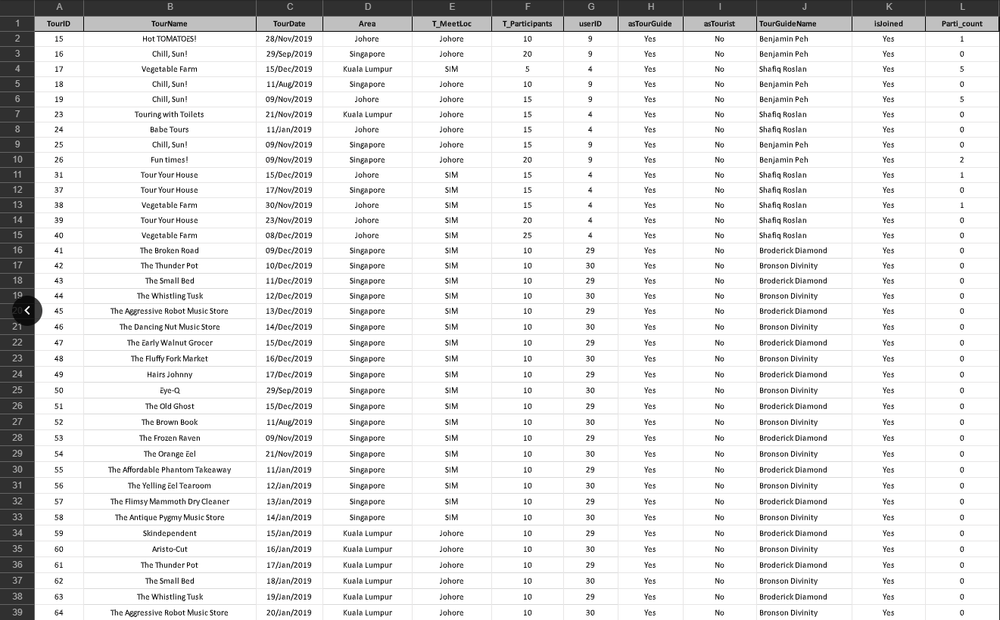 A B C D E F G H I J K L
1 TourID TourName TourDate Area T_MeetLoc T_Participants userID asTourGuide asTourist TourGuideName isJoined Parti_count
2 15 Hot TOMATOES! 28/Nov/2019 Johore Johore 10 9 Yes No Benjamin Peh Yes 1
3 16 Chill, Sun! 29/Sep/2019 Singapore Johore 20 9 Yes No Benjamin Peh Yes 0
4 17 Vegetable Farm 15/Dec/2019 Kuala Lumpur SIM 5 4 Yes No Shafiq Roslan Yes 5
5 18 Chill, Sun! 11/Aug/2019 Singapore Johore 10 9 Yes No Benjamin Peh Yes 0
6 19 Chill, Sun! 09/Nov/2019 Johore Johore 15 9 Yes No Benjamin Peh Yes 5
7 23 Touring with Toilets 21/Nov/2019 Kuala Lumpur Johore 15 4 Yes No Shafiq Roslan Yes 0
8 24 Babe Tours 11/Jan/2019 Johore Johore 15 4 Yes No Shafiq Roslan Yes 0
9 25 Chill, Sun! 09/Nov/2019 Singapore Johore 15 9 Yes No Benjamin Peh Yes 0
10 26 Fun times! 09/Nov/2019 Singapore Johore 20 9 Yes No Benjamin Peh Yes 2
11 31 Tour Your House 15/Dec/2019 Johore SIM 15 4 Yes No Shafiq Roslan Yes 1
12 37 Tour Your House 17/Nov/2019 Singapore SIM 15 4 Yes No Shafiq Roslan Yes 0
13 38 Vegetable Farm 30/Nov/2019 Johore SIM 15 4 Yes No Shafiq Roslan Yes 1
14 39 Tour Your House 23/Nov/2019 Johore SIM 20 4 Yes No Shafiq Roslan Yes 0
15 40 Vegetable Farm 08/Dec/2019 Johore SIM 25 4 Yes No Shafiq Roslan Yes 0
16 41 The Broken Road 09/Dec/2019 Singapore SIM 10 29 Yes No Broderick Diamond Yes 0
17 42 The Thunder Pot 10/Dec/2019 Singapore SIM 10 30 Yes No Bronson Divinity Yes 0
18 43 The Small Bed 11/Dec/2019 Singapore SIM 10 29 Yes No Broderick Diamond Yes 0
19 44 The Whistling Tusk 12/Dec/2019 Singapore SIM 10 30 Yes No Bronson Divinity Yes 0
20 45 The Aggressive Robot Music Store 13/Dec/2019 Singapore SIM 10 29 Yes No Broderick Diamond Yes 0
21 46 The Dancing Nut Music Store 14/Dec/2019 Singapore SIM 10 30 Yes No Bronson Divinity Yes 0
22 47 The Early Walnut Grocer 15/Dec/2019 Singapore SIM 10 29 Yes No Broderick Diamond Yes 0
23 48 The Fluffy Fork Market 16/Dec/2019 Singapore SIM 10 30 Yes No Bronson Divinity Yes 0
24 49 Hairs Johnny 17/Dec/2019 Singapore SIM 10 29 Yes No Broderick Diamond Yes 0
25 50 Eye-Q 29/Sep/2019 Singapore SIM 10 30 Yes No Bronson Divinity Yes 0
26 51 The Old Ghost 15/Dec/2019 Singapore SIM 10 29 Yes No Broderick Diamond Yes 0
27 52 The Brown Book 11/Aug/2019 Singapore SIM 10 30 Yes No Bronson Divinity Yes 0
28 53 The Frozen Raven 09/Nov/2019 Singapore SIM 10 29 Yes No Broderick Diamond Yes 0
29 54 The Orange Eel 21/Nov/2019 Singapore SIM 10 30 Yes No Bronson Divinity Yes 0
30 55 The Affordable Phantom Takeaway 11/Jan/2019 Singapore SIM 10 29 Yes No Broderick Diamond Yes 0
31 56 The Yelling Eel Tearoom 12/Jan/2019 Singapore SIM 10 30 Yes No Bronson Divinity Yes 0
32 57 The Flimsy Mammoth Dry Cleaner 13/Jan/2019 Singapore SIM 10 29 Yes No Broderick Diamond Yes 0
33 58 The Antique Pygmy Music Store 14/Jan/2019 Singapore SIM 10 30 Yes No Bronson Divinity Yes 0
34 59 Skindependent 15/Jan/2019 Kuala Lumpur Johore 10 29 Yes No Broderick Diamond Yes 0
35 60 Aristo-Cut 16/Jan/2019 Kuala Lumpur Johore 10 30 Yes No Bronson Divinity Yes 0
36 61 The Thunder Pot 17/Jan/2019 Kuala Lumpur Johore 10 29 Yes No Broderick Diamond Yes 0
37 62 The Small Bed 18/Jan/2019 Kuala Lumpur Johore 10 30 Yes No Bronson Divinity Yes 0
38 63 The Whistling Tusk 19/Jan/2019 Kuala Lumpur Johore 10 29 Yes No Broderick Diamond Yes 0
39 64 The Aggressive Robot Music Store 20/Jan/2019 Kuala Lumpur Johore 10 30 Yes No Bronson Divinity Yes 0